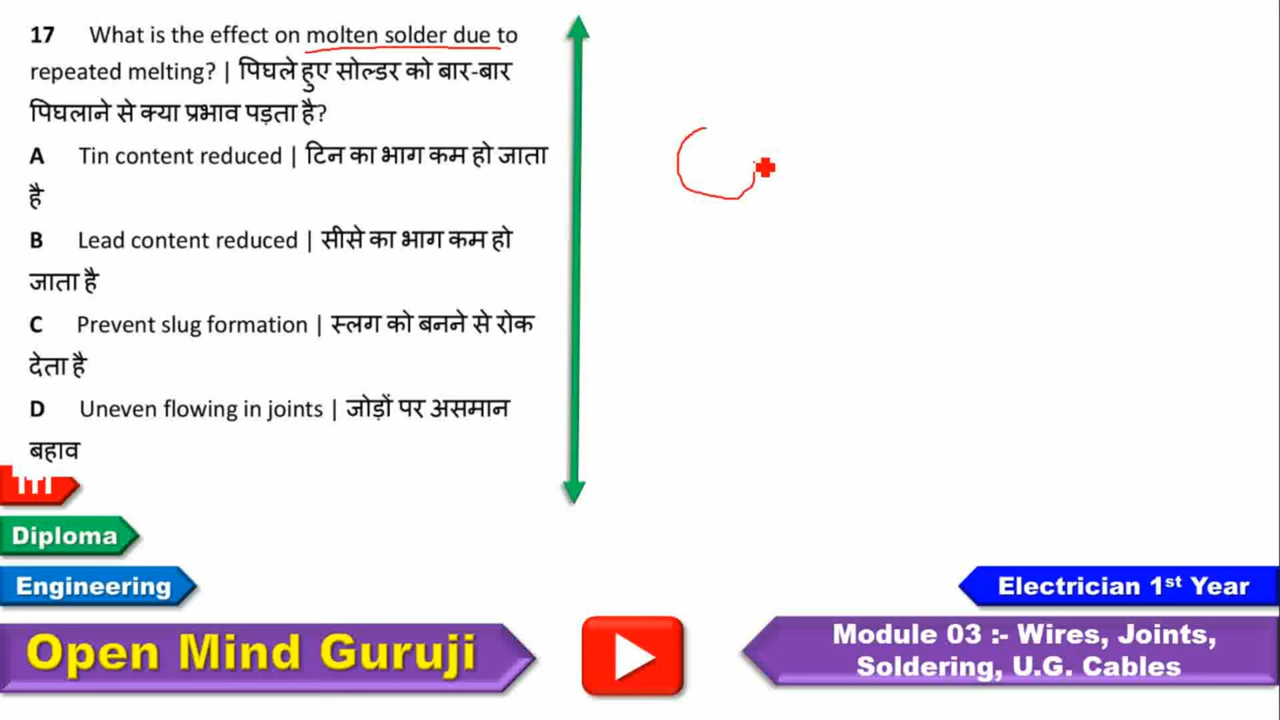 17 What is the effect on molten solder due to
repeated melting? | पिघले हुए सोल्डर को बार-बार
पिघलाने से क्या प्रभाव पड़ता है?
A Tin content reduced | टिन का भाग कम हो जाता
है
B Lead content reduced | सीसे का भाग कम हो
जाता है
C Prevent slug formation | स्लग को बनने से रोक
देता है
D Uneven flowing in joints | जोड़ों पर असमान
बहाव
ITI
Diploma
Engineering
Open Mind Guruji
Electrician 1st Year
Module 03 :- Wires, Joints,
Soldering, U.G. Cables